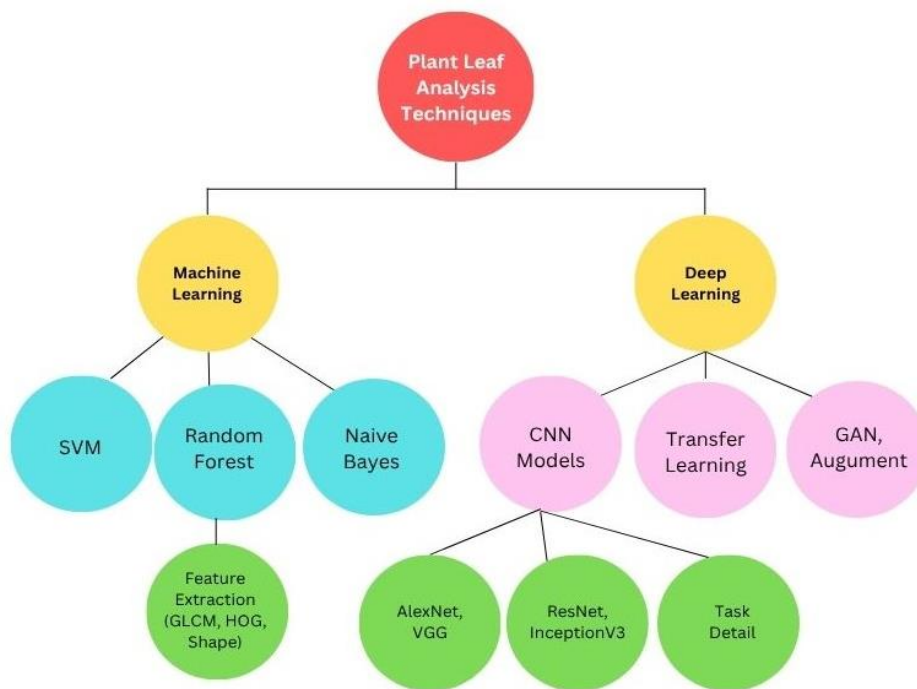 Plant Leaf
Analysis
Techniques
Machine
Learning
Deep
Learning
SVM
Random
Forest
Naive
Bayes
CNN
Models
Transfer
Learning
GAN,
Augument
Feature
Extraction
(GLCM, HOG,
Shape)
AlexNet,
VGG
ResNet,
InceptionV3
Task
Detail